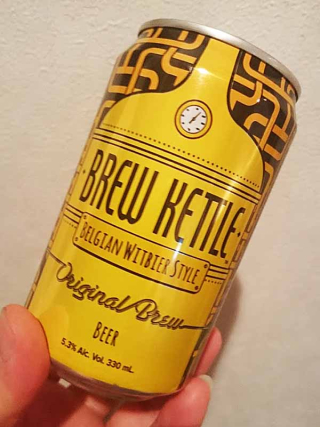 BREW KETTLE
BELGIAN WITBIER STYLE
Original Brew
BEER
5.3% Alc. Vol. 330 mL